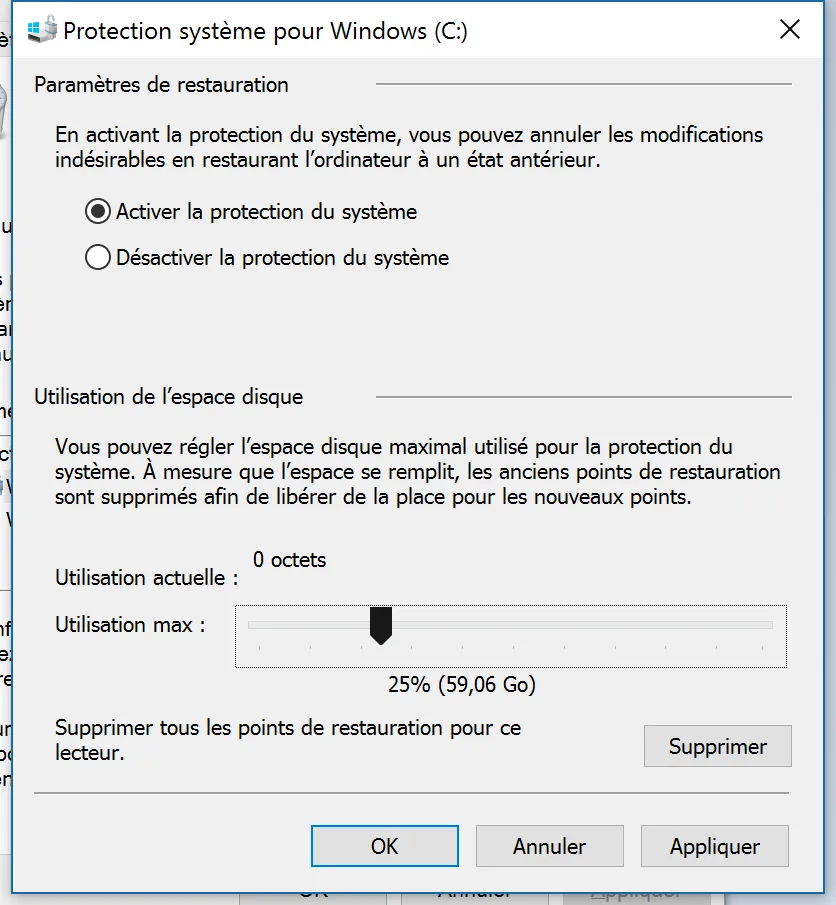 Protection système pour Windows (C:)
Paramètres de restauration
En activant la protection du système, vous pouvez annuler les modifications
indésirables en restaurant l’ordinateur à un état antérieur.
Activer la protection du système
Désactiver la protection du système
Utilisation de l’espace disque
Vous pouvez régler l’espace disque maximal utilisé pour la protection du
système. À mesure que l’espace se remplit, les anciens points de restauration
sont supprimés afin de libérer de la place pour les nouveaux points.
0 octets
Utilisation actuelle :
Utilisation max :
25% (59,06 Go)
Supprimer tous les points de restauration pour ce
lecteur.
Supprimer
OK Annuler Appliquer
OK Annuler Appliquer